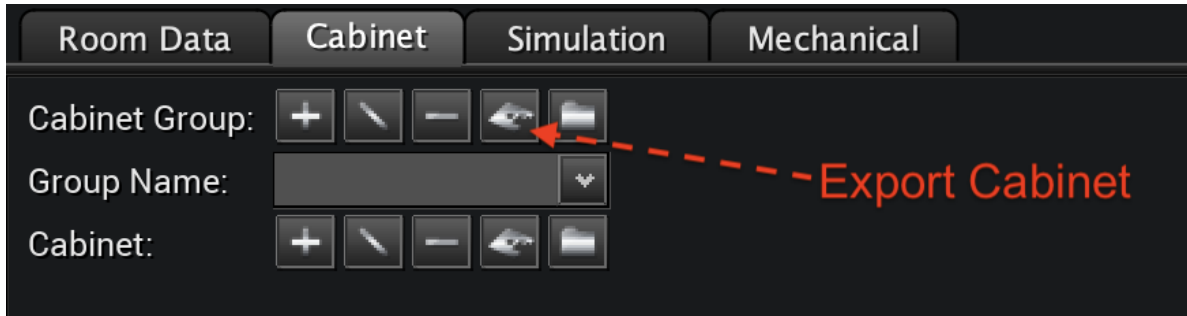 Room Data Cabinet Simulation Mechanical
Cabinet Group:
Export Cabinet
Group Name:
Cabinet: